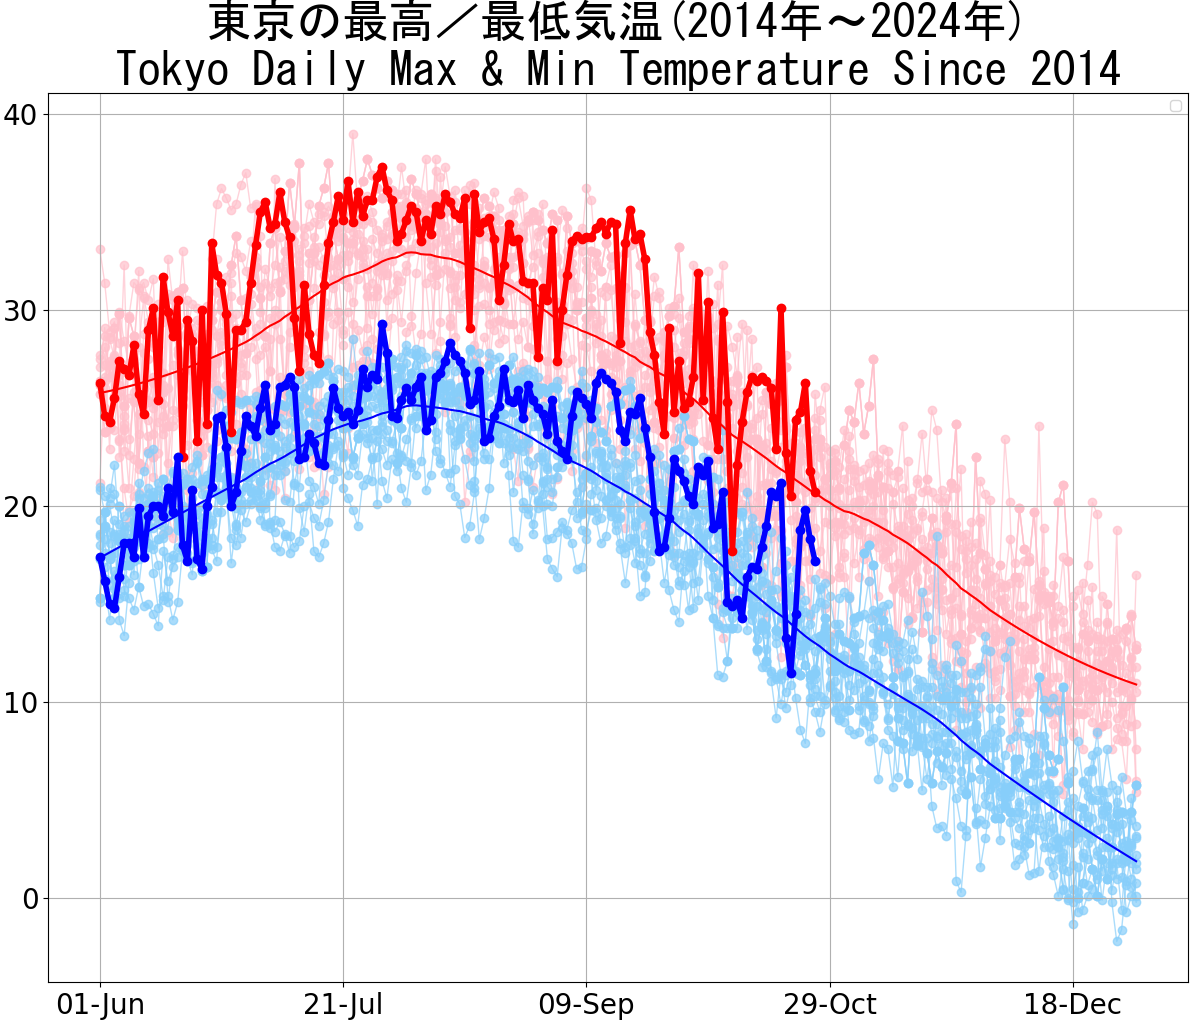 東京の最高／最低気温(2014年～2024年)
Tokyo Daily Max & Min Temperature Since 2014
40
30
20
10
0
01-Jun 21-Jul 09-Sep 29-Oct 18-Dec